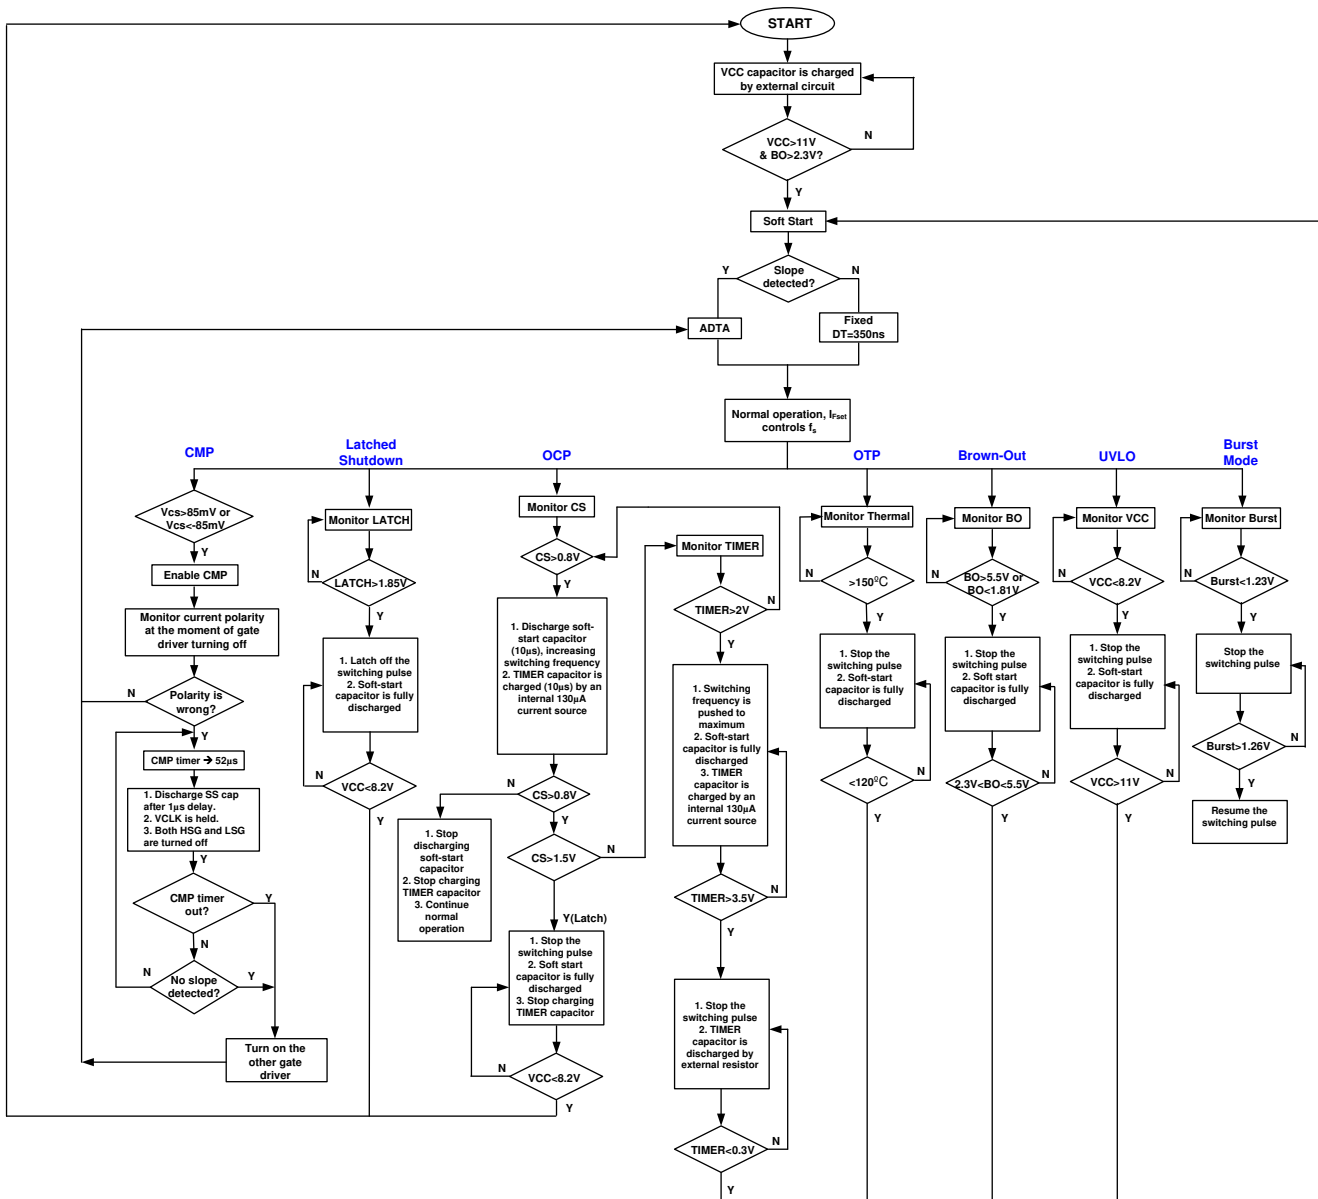 START
VCC capacitor is charged
by external circuit
VCC>11V
& BO>2.3V?
N
Y
Soft Start
Slope
detected?
Y
N
ADTA
Fixed
DT=350ns
Normal operation, IFset
controls fs
CMP
Vcs>85mV or
Vcs<-85mV
Y
Enable CMP
Monitor current polarity
at the moment of gate
driver turning off
N
Polarity is
wrong?
Y
CMP timer → 52µs
1. Discharge SS cap
after 1µs delay.
2. VCLK is held.
3. Both HSG and LSG
are turned off
Y
CMP timer
out?
Y
N
N
No slope
detected?
Y
Turn on the
other gate
driver
Latched
Shutdown
Monitor LATCH
N
LATCH>1.85V
Y
1. Latch off the
switching pulse
2. Soft-start
capacitor is fully
discharged
N
VCC<8.2V
Y
OCP
Monitor CS
CS>0.8V
Y
1. Discharge soft-
start capacitor
(10µs), increasing
switching frequency
2. TIMER capacitor is
charged (10µs) by an
internal 130µA
current source
N
CS>0.8V
Y
1. Stop
discharging
soft-start
capacitor
2. Stop charging
TIMER capacitor
3. Continue
normal
operation
CS>1.5V
N
Y(Latch)
1. Stop the
switching pulse
2. Soft start
capacitor is fully
discharged
3. Stop charging
TIMER capacitor
N
VCC<8.2V
Y
Monitor TIMER
TIMER>2V
N
Y
1. Switching
frequency is
pushed to
maximum
2. Soft-start
capacitor is fully
discharged
3. TIMER
capacitor is
charged by an
internal 130µA
current source
TIMER>3.5V
N
Y
1. Stop the
switching pulse
2. TIMER
capacitor is
discharged by
external resistor
TIMER<0.3V
N
Y
OTP
Monitor Thermal
N
>150ºC
Y
1. Stop the
switching pulse
2. Soft-start
capacitor is fully
discharged
<120ºC
N
Y
Brown-Out
Monitor BO
N
BO>5.5V or
BO<1.81V
Y
1. Stop the
switching pulse
2. Soft start
capacitor is fully
discharged
2.3V<BO<5.5V
N
Y
UVLO
Monitor VCC
N
VCC<8.2V
Y
1. Stop the
switching pulse
2. Soft-start
capacitor is fully
discharged
VCC>11V
N
Y
Burst
Mode
Monitor Burst
N
Burst<1.23V
Y
Stop the
switching pulse
Burst>1.26V
N
Y
Resume the
switching pulse